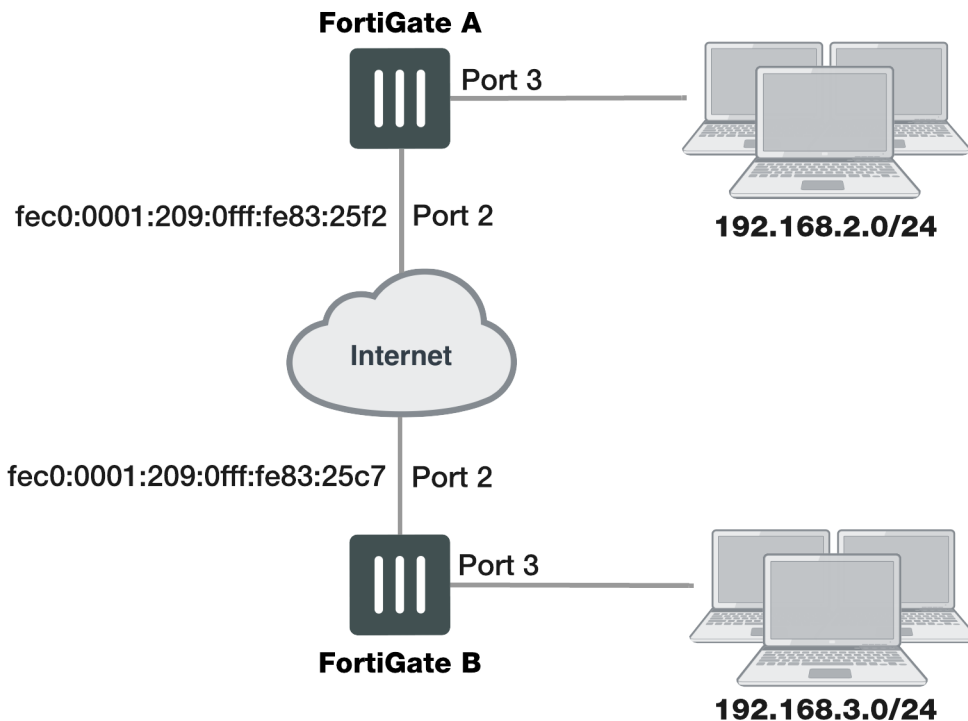 FortiGate A
Port 3
fec0:0001:209:0fff:fe83:25f2
Port 2
192.168.2.0/24
Internet
fec0:0001:209:0fff:fe83:25c7
Port 2
Port 3
FortiGate B
192.168.3.0/24